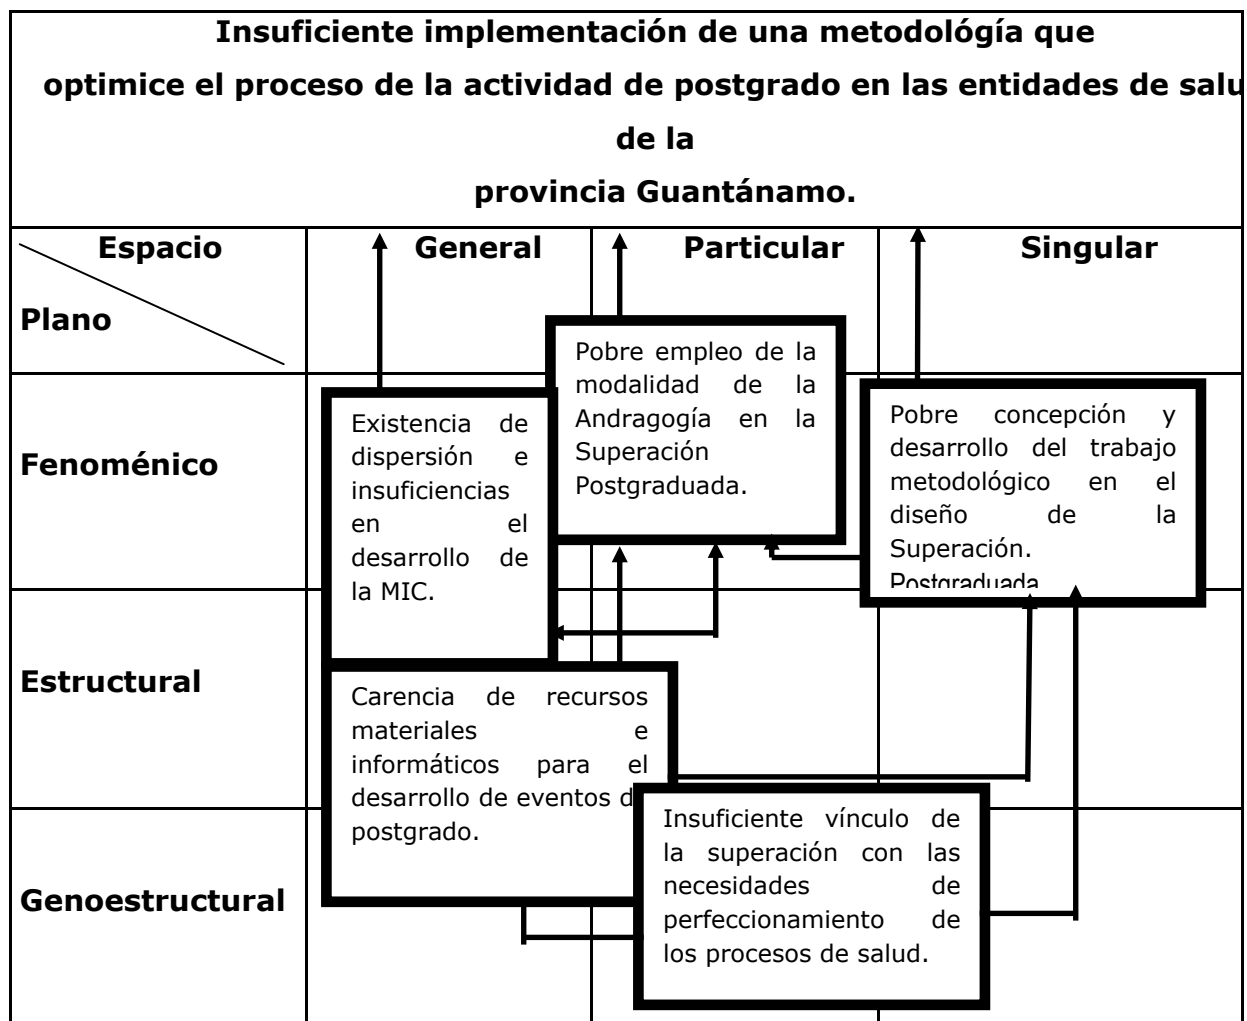 Insuficiente implementación de una metodológía que
optimice el proceso de la actividad de postgrado en las entidades de salu
de la
provincia Guantánamo.
Espacio
General
Particular
Singular
Plano
Fenoménico
Estructural
Genoestructural
Existencia de
dispersión e
insuficiencias
en el
desarrollo de
la MIC.
Pobre empleo de la
modalidad de la
Andragogía en la
Superación
Postgraduada.
Pobre concepción y
desarrollo del trabajo
metodológico en el
diseño de la
Superación.
Postgraduada
Carencia de recursos
materiales e
informáticos para el
desarrollo de eventos d
postgrado.
Insuficiente vínculo de
la superación con las
necesidades de
perfeccionamiento de
los procesos de salud.